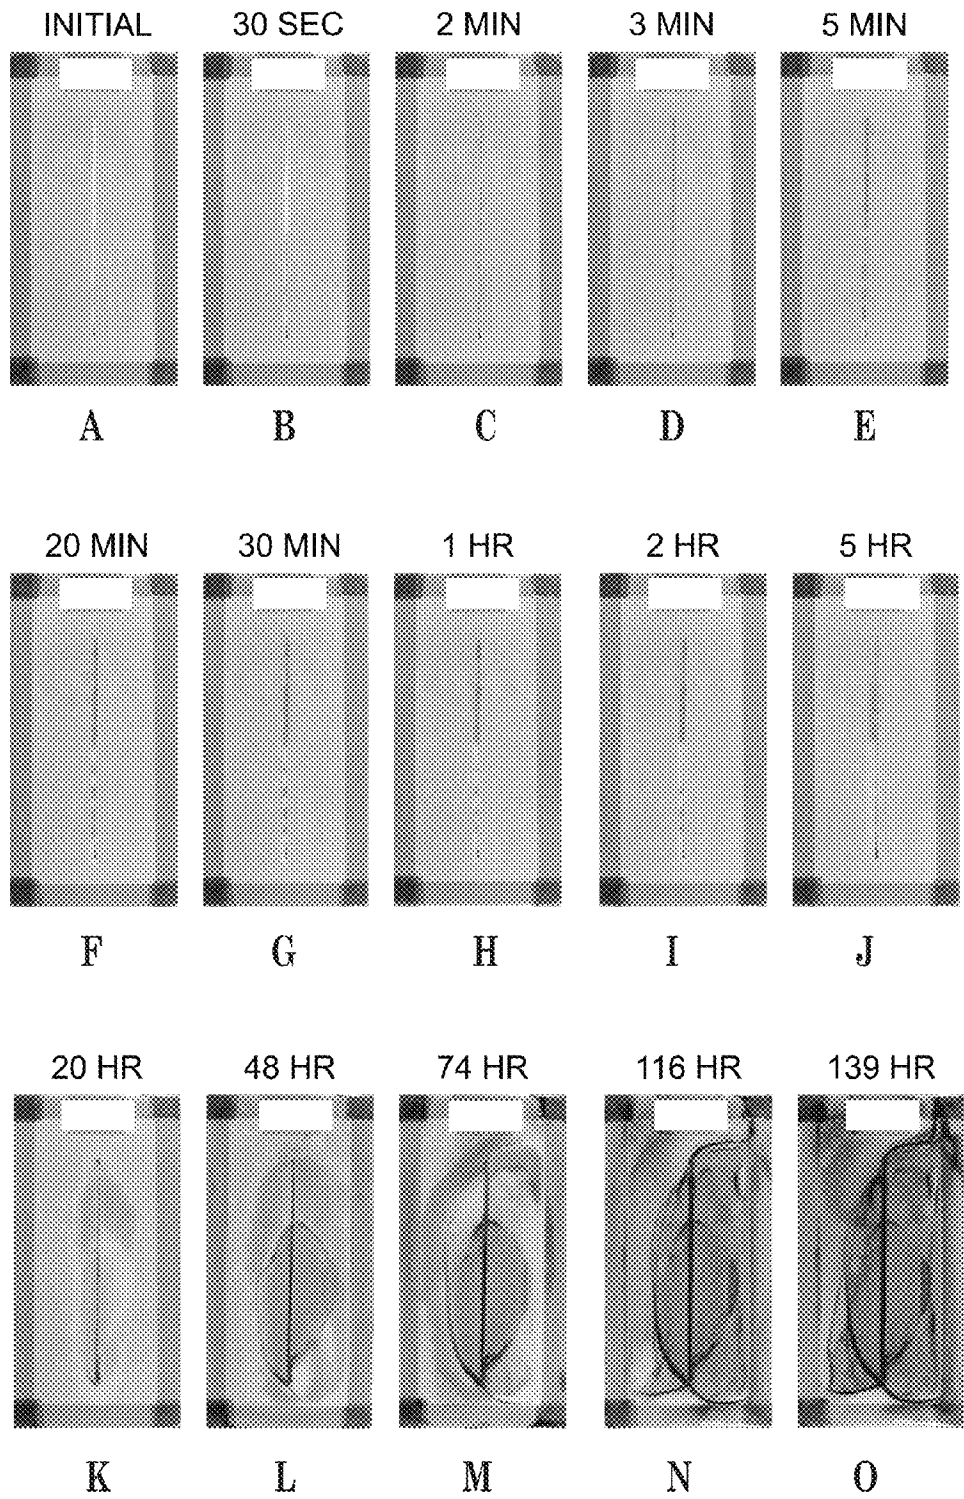 INITIAL 30 SEC 2 MIN 3 MIN 5 MIN
A B C D E
20 MIN 30 MIN 1 HR 2 HR 5 HR
F G H I J
20 HR 48 HR 74 HR 116 HR 139 HR
K L M N O